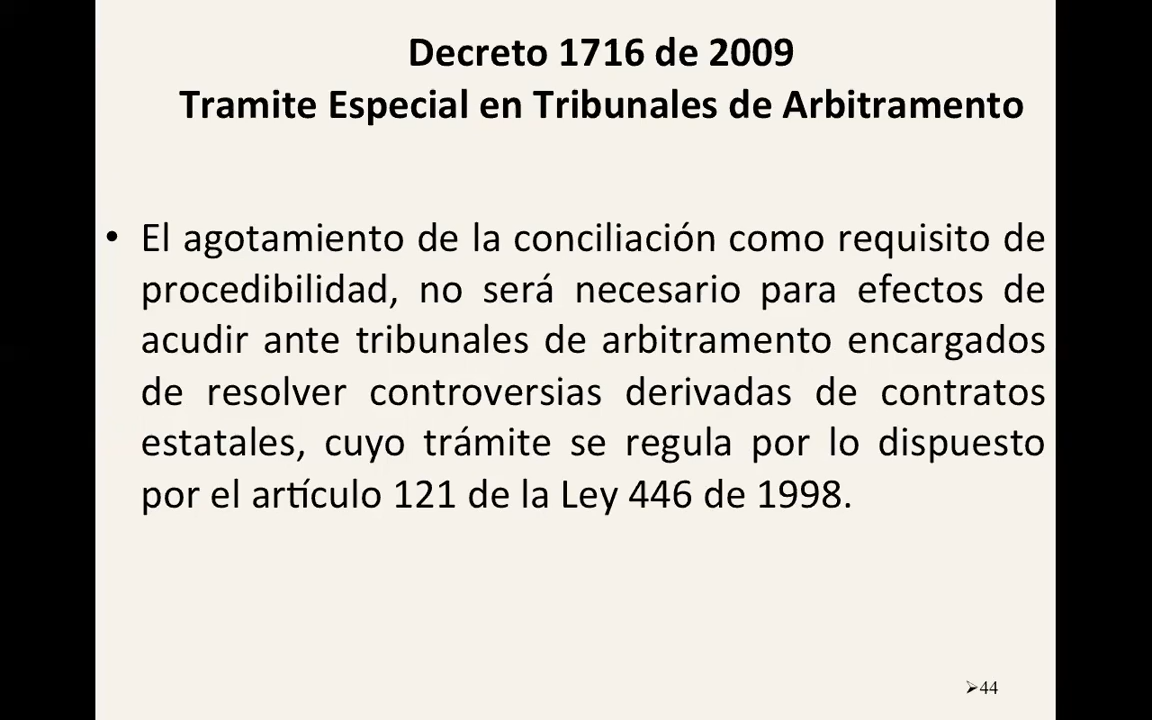 Decreto 1716 de 2009
Tramite Especial en Tribunales de Arbitramento
• El agotamiento de la conciliación como requisito de
procedibilidad, no será necesario para efectos de
acudir ante tribunales de arbitramento encargados
de resolver controversias derivadas de contratos
estatales, cuyo trámite se regula por lo dispuesto
por el artículo 121 de la Ley 446 de 1998.
➢44